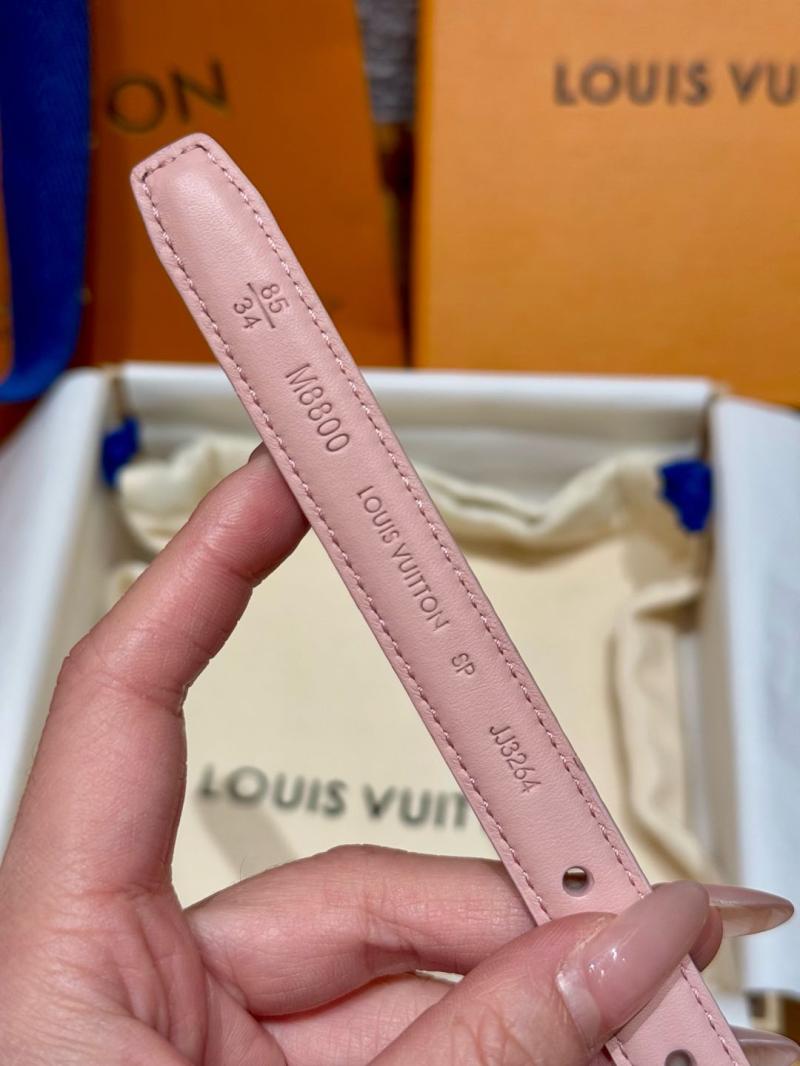 ON
LOUIS VU
85
34
M8800
LOUIS VUITTON
SP
JJ3264
LOUIS VUIT